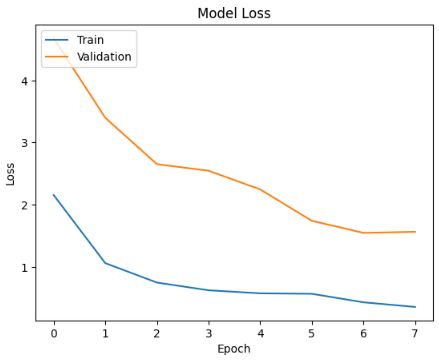 Model Loss
Train
Validation
4
3
2
1
Loss
0 1 2 3 4 5 6 7
Epoch